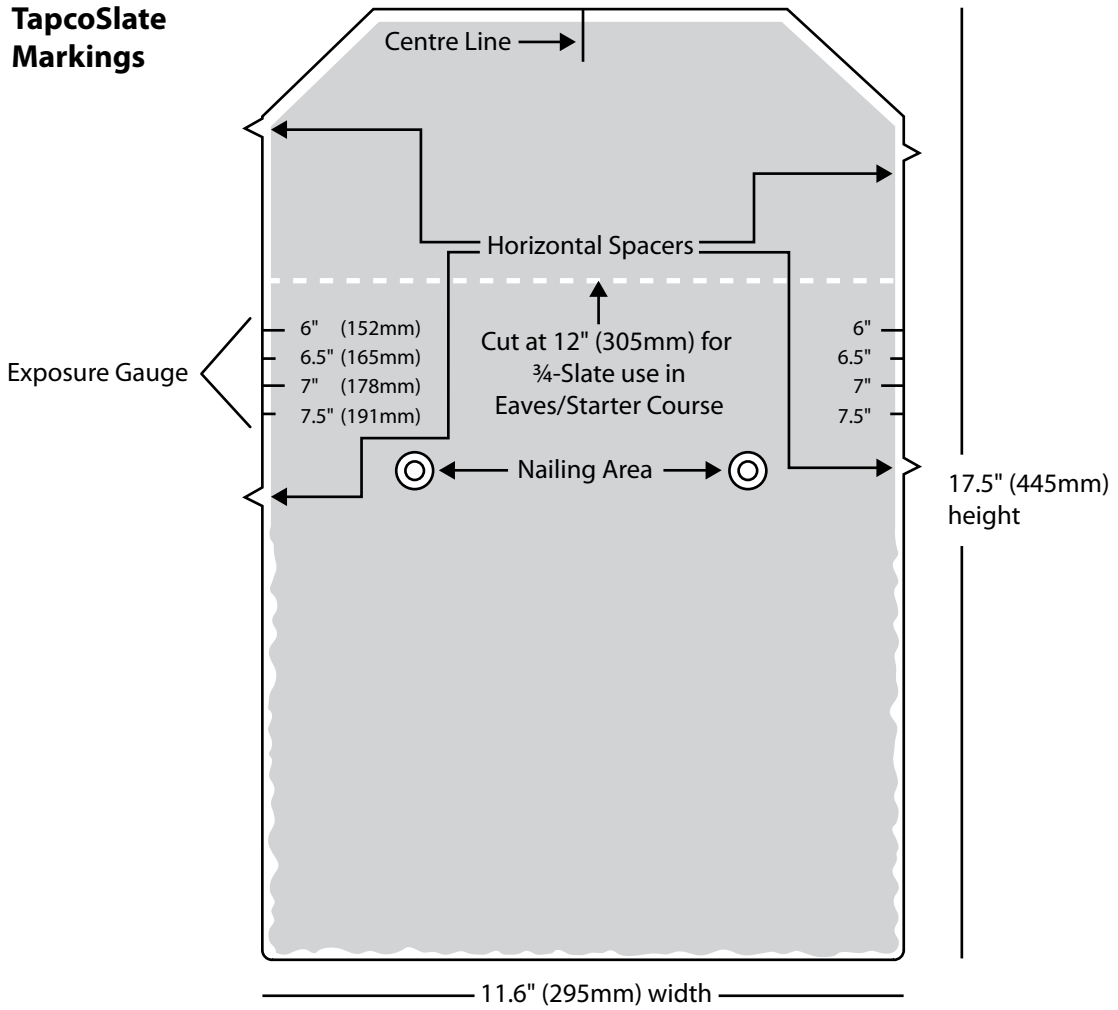 TapcoSlate
Markings
Centre Line
Horizontal Spacers
Exposure Gauge
6" (152mm)
6.5" (165mm)
7" (178mm)
7.5" (191mm)
Cut at 12" (305mm) for
¾-Slate use in
Eaves/Starter Course
6"
6.5"
7"
7.5"
Nailing Area
17.5" (445mm)
height
11.6" (295mm) width